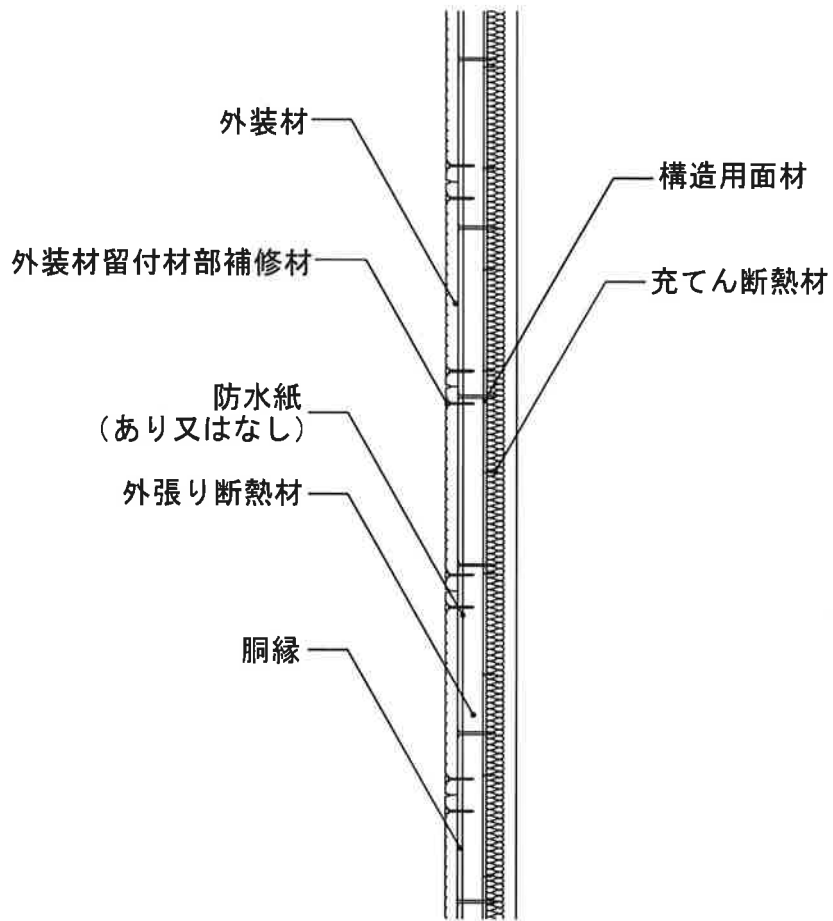 外装材
構造用面材
外装材留付材部補修材
充てん断熱材
防水紙
（あり又はなし）
外張り断熱材
胴縁